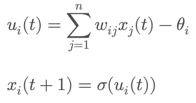 u_i(t) = \sum_{j=1}^{n} w_{ij} x_j(t) - \theta_i
x_i(t+1) = \sigma(u_i(t))